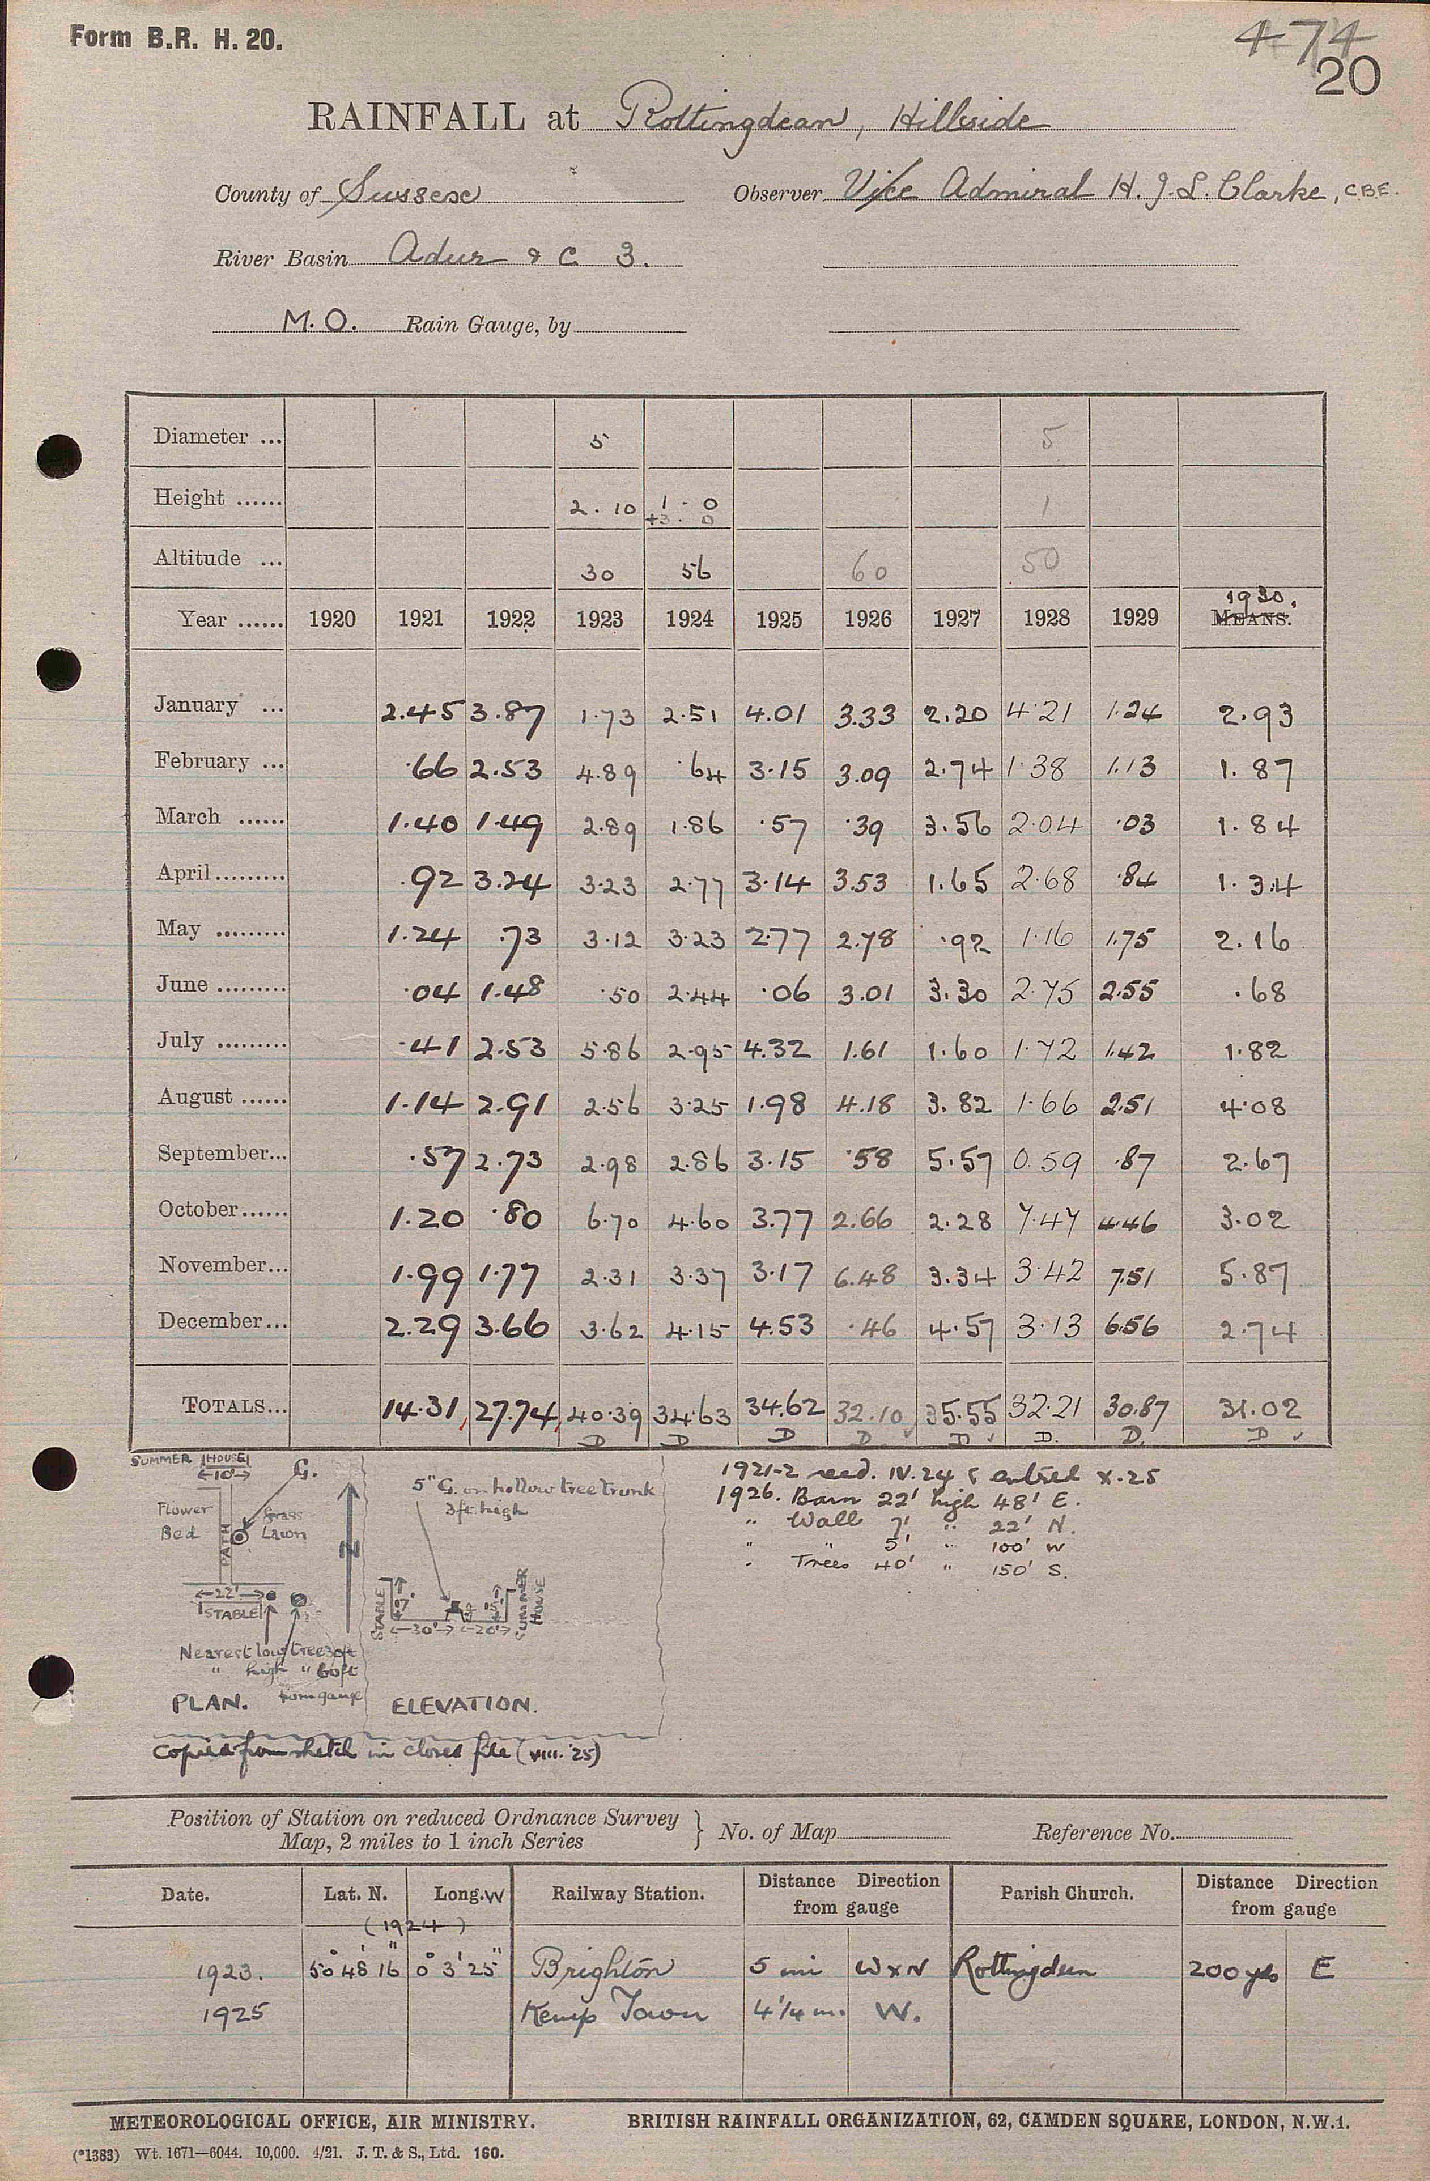 Form B.R. H. 20.
474
20
RAINFALL at Rottingdean, Hillside
County of Sussex
Observer Vice Admiral H. J. L. Clarke, C.B.E.
River Basin Adur & C 3.
M.O. Rain Gauge, by
Diameter ... 5 5
Height ...... 2.10 1-0 1
+3.0
Altitude ... 30 56 60 50
1930.
Year ...... 1920 1921 1922 1923 1924 1925 1926 1927 1928 1929 MEANS.
January ... 2.45 3.87 1.73 2.51 4.01 3.33 2.20 4.21 1.24 2.93
February ... .66 2.53 4.89 .64 3.15 3.09 2.74 1.38 1.13 1.87
March ...... 1.40 1.49 2.89 1.86 .57 .39 3.56 2.04 .03 1.84
April ......... .92 3.24 3.23 2.77 3.14 3.53 1.65 2.68 .84 1.34
May ......... 1.24 .73 3.12 3.23 2.77 2.78 .92 1.16 1.75 2.16
June ......... .04 1.48 .50 2.44 .06 3.01 3.30 2.75 2.55 .68
July ......... .41 2.53 5.86 2.95 4.32 1.61 1.60 1.72 1.42 1.82
August ...... 1.14 2.91 2.56 3.25 1.98 4.18 3.82 1.66 2.51 4.08
September... .57 2.73 2.98 2.86 3.15 .58 5.57 0.59 .87 2.67
October ...... 1.20 .80 6.70 4.60 3.77 2.66 2.28 7.47 4.46 3.02
November... 1.99 1.77 2.31 3.37 3.17 6.48 3.34 3.42 7.51 5.87
December... 2.29 3.66 3.62 4.15 4.53 .46 4.57 3.13 6.56 2.74
TOTALS... 14.31 27.74 40.39 34.63 34.62 32.10 35.55 32.21 30.87 31.02
D D D D ✓ D ✓ D. D. D ✓
SUMMER HOUSE
←10'→
G.
Flower
Bed
PATH
Grass
Lawn
N
←22'→
STABLE
Nearest low tree 30ft
" high " 60ft
from gauge
PLAN.
5" G. on hollow tree trunk
3ft. high
STABLE
7'
←30'→ ←20'→
SUMMER
HOUSE
ELEVATION.
Copied from sketch in closed file (VIII. '25)
1921-2 recd. IV.24 & entred X.25
1926. Barn 22' high 48' E.
" Wall 7' " 22' N.
" " 5' " 100' W
" Trees 40' " 150' S.
Position of Station on reduced Ordnance Survey
Map, 2 miles to 1 inch Series } No. of Map Reference No.
Date. Lat. N. Long. W Railway Station. Distance from gauge Direction Parish Church. Distance from gauge Direction
(1924)
1923. 50° 48' 16" 0° 3' 25" Brighton 5 mi W x N Rottingdean 200 yds E
1925 Kemp Town 4 1/4 m. W.
METEOROLOGICAL OFFICE, AIR MINISTRY. BRITISH RAINFALL ORGANIZATION, 62, CAMDEN SQUARE, LONDON, N.W.1.
(*1383) Wt. 1671—6044. 10,000. 4/21. J. T. & S., Ltd. 160.